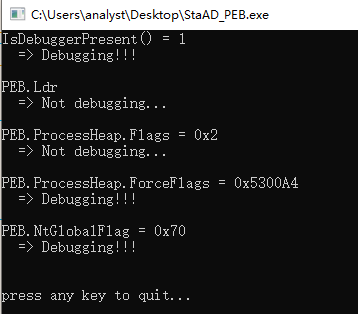 C:\Users\analyst\Desktop\StaAD_PEB.exe
IsDebuggerPresent() = 1
=> Debugging!!!
PEB.Ldr
=> Not debugging...
PEB.ProcessHeap.Flags = 0x2
=> Not debugging...
PEB.ProcessHeap.ForceFlags = 0x5300A4
=> Debugging!!!
PEB.NtGlobalFlag = 0x70
=> Debugging!!!
press any key to quit...